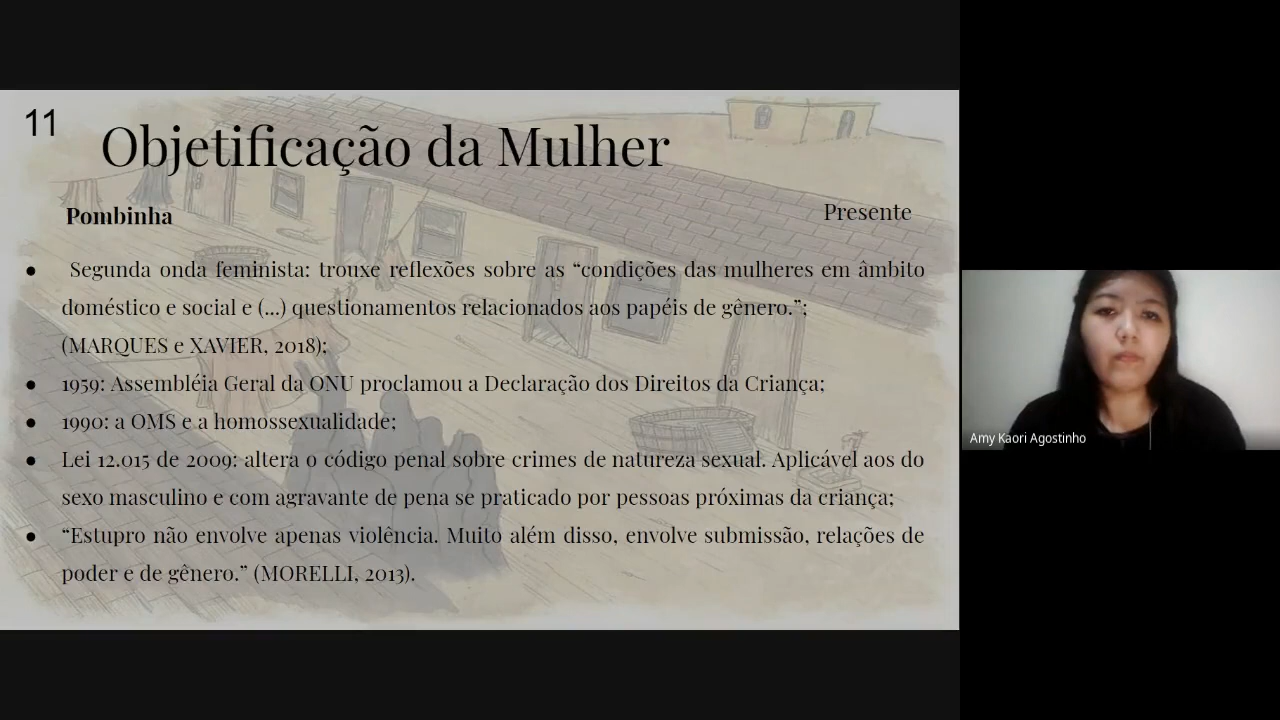 11
Objetificação da Mulher
Pombinha
Presente
● Segunda onda feminista: trouxe reflexões sobre as “condições das mulheres em âmbito
doméstico e social e (...) questionamentos relacionados aos papéis de gênero.”;
(MARQUES e XAVIER, 2018);
● 1959: Assembléia Geral da ONU proclamou a Declaração dos Direitos da Criança;
● 1990: a OMS e a homossexualidade;
● Lei 12.015 de 2009: altera o código penal sobre crimes de natureza sexual. Aplicável aos do
sexo masculino e com agravante de pena se praticado por pessoas próximas da criança;
● “Estupro não envolve apenas violência. Muito além disso, envolve submissão, relações de
poder e de gênero.” (MORELLI, 2013).
Amy Kaori Agostinho